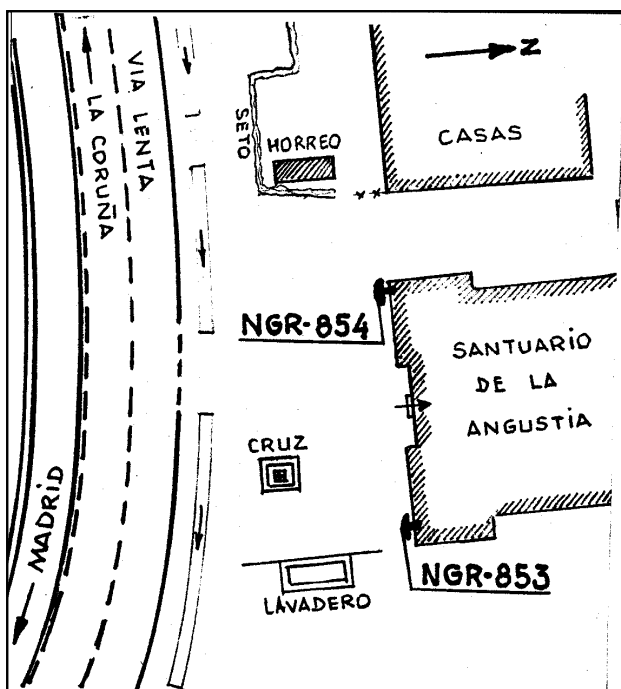 N
VIA LENTA
LA CORUÑA
SETO
HORREO
CASAS
NGR-854
SANTUARIO
DE LA
ANGUSTIA
CRUZ
MADRID
NGR-853
LAVADERO